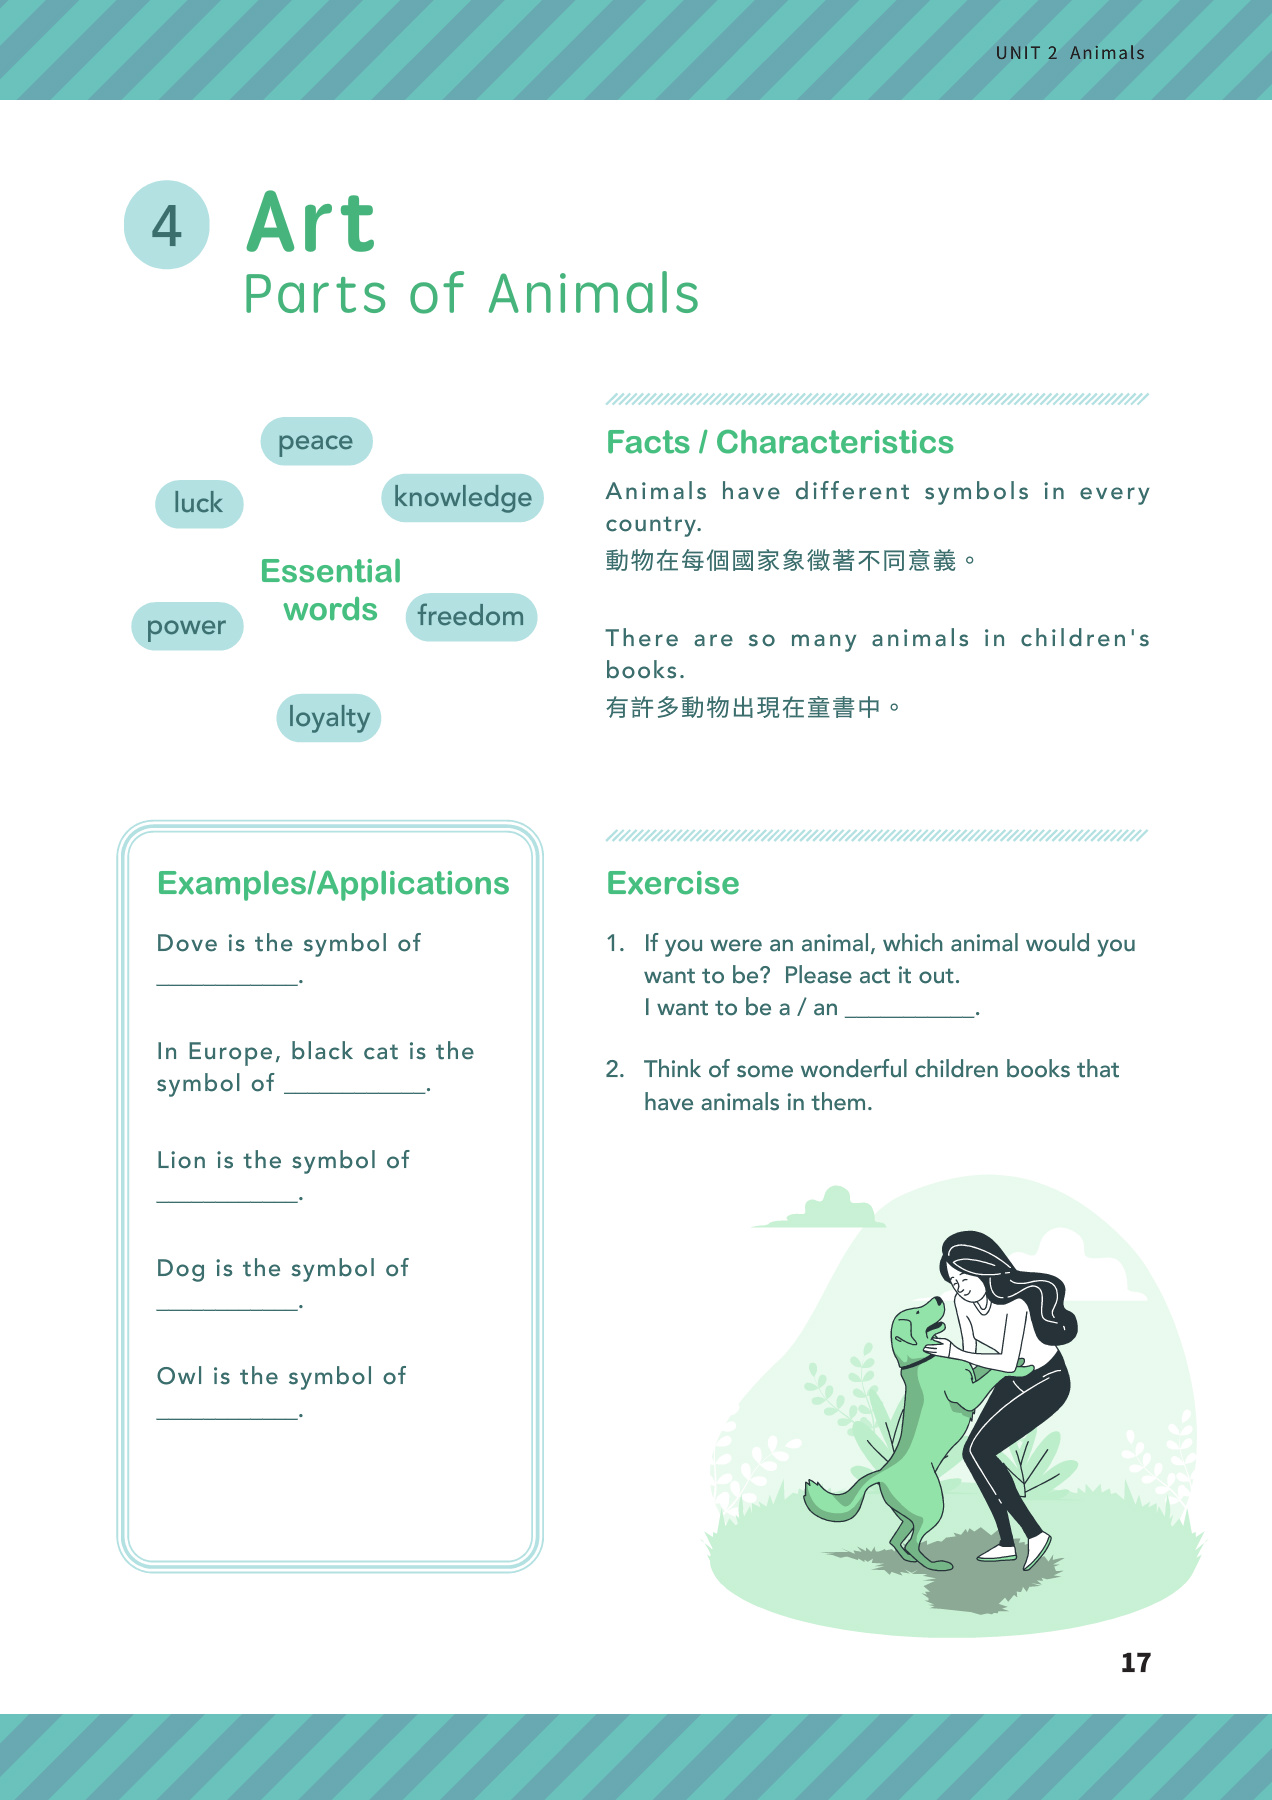 UNIT 2 Animals
4
Art
Parts of Animals
peace
luck
knowledge
Essential
words
power
freedom
loyalty
Facts / Characteristics
Animals have different symbols in every
country.
動物在每個國家象徵著不同意義。
There are so many animals in children's
books.
有許多動物出現在童書中。
Examples/Applications
Dove is the symbol of
___________.
In Europe, black cat is the
symbol of ___________.
Lion is the symbol of
___________.
Dog is the symbol of
___________.
Owl is the symbol of
___________.
Exercise
1. If you were an animal, which animal would you
want to be? Please act it out.
I want to be a / an __________.
2. Think of some wonderful children books that
have animals in them.
17